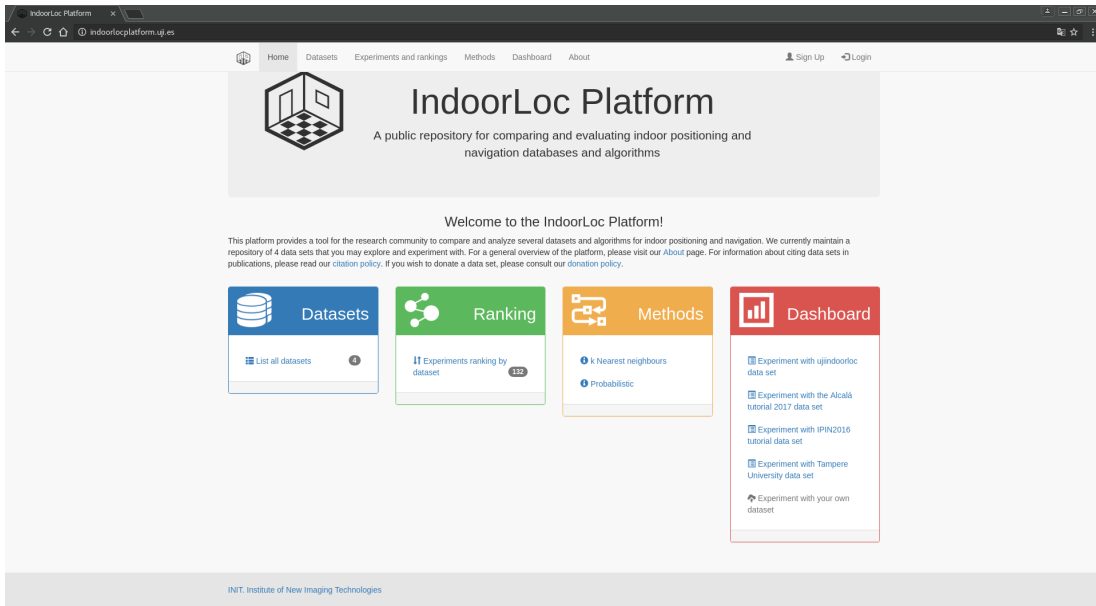 IndoorLoc Platform
indoorlocplatform.uji.es
Home Datasets Experiments and rankings Methods Dashboard About Sign Up Login
IndoorLoc Platform
A public repository for comparing and evaluating indoor positioning and
navigation databases and algorithms
Welcome to the IndoorLoc Platform!
This platform provides a tool for the research community to compare and analyze several datasets and algorithms for indoor positioning and navigation. We currently maintain a
repository of 4 data sets that you may explore and experiment with. For a general overview of the platform, please visit our About page. For information about citing data sets in
publications, please read our citation policy. If you wish to donate a data set, please consult our donation policy.
Datasets
List all datasets 4
Ranking
Experiments ranking by
dataset 132
Methods
k Nearest neighbours
Probabilistic
Dashboard
Experiment with ujiindoorloc
data set
Experiment with the Alcalá
tutorial 2017 data set
Experiment with IPIN2016
tutorial data set
Experiment with Tampere
University data set
Experiment with your own
dataset
INIT. Institute of New Imaging Technologies